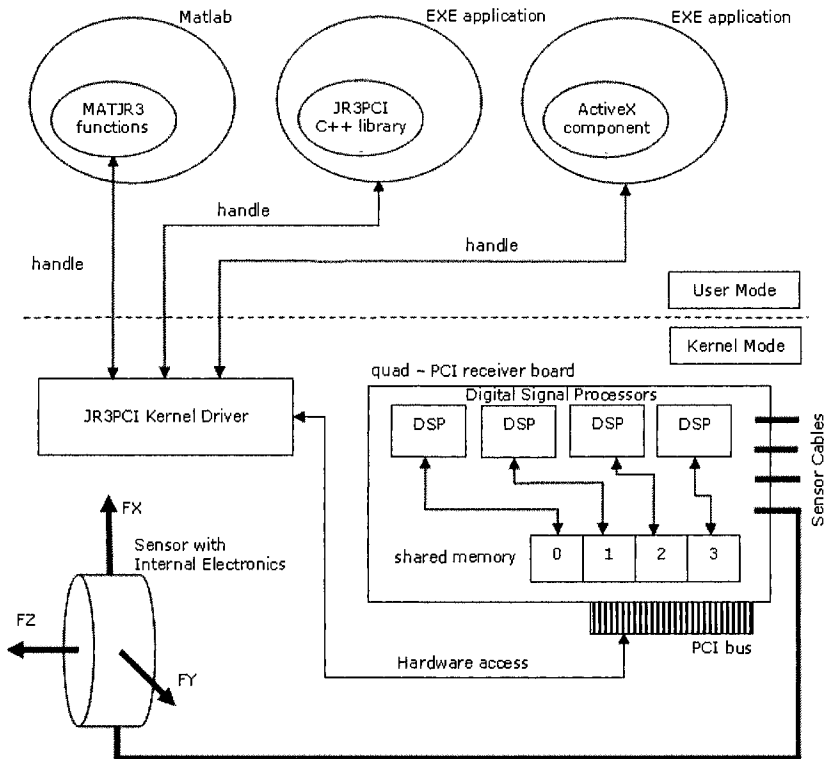 Matlab
EXE application
EXE application
MATJR3
functions
JR3PCI
C++ library
ActiveX
component
handle
handle
handle
User Mode
Kernel Mode
quad – PCI receiver board
Digital Signal Processors
JR3PCI Kernel Driver
DSP
DSP
DSP
DSP
Sensor Cables
FX
Sensor with
Internal Electronics
shared memory
0
1
2
3
FZ
FY
Hardware access
PCI bus